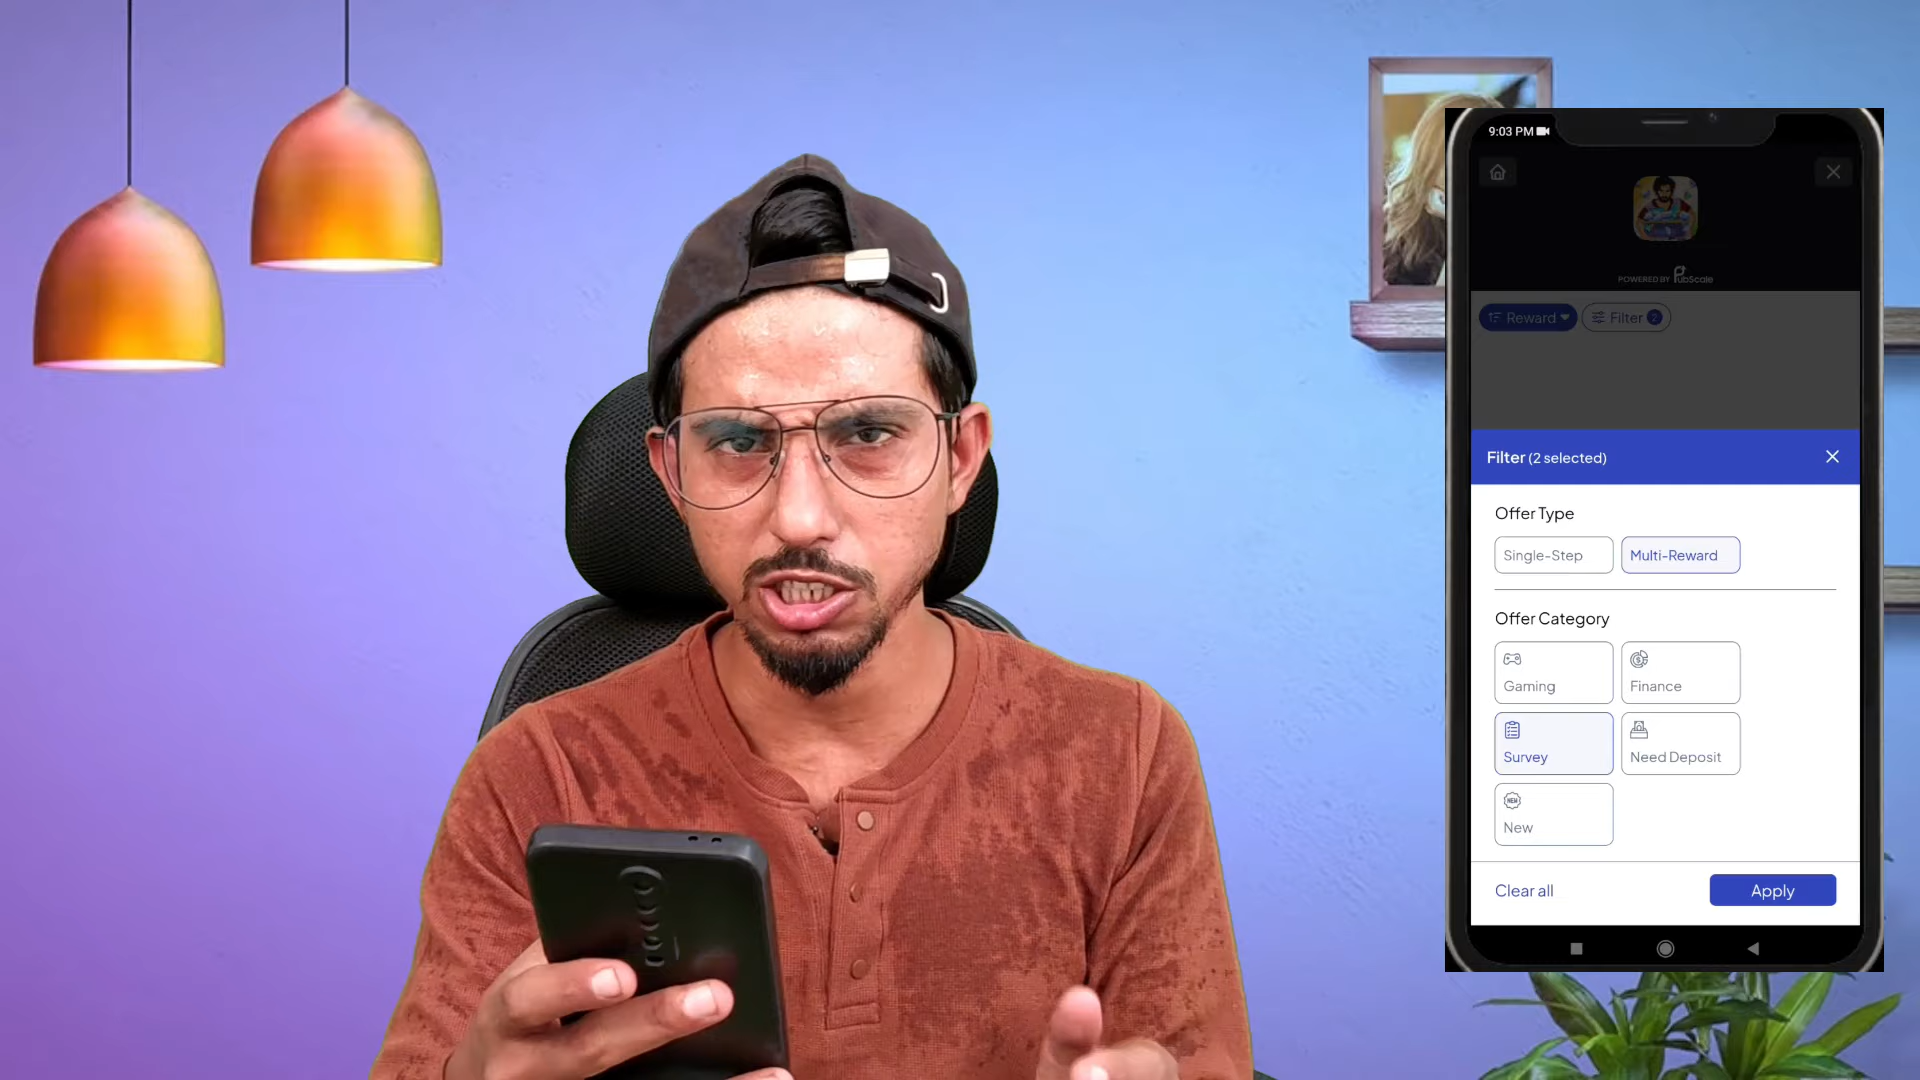 9:03 PM
POWERED BY PubScale
Reward Filter 2
Filter (2 selected)
Offer Type
Single-Step Multi-Reward
Offer Category
Gaming Finance
Survey Need Deposit
NEW
New
Clear all Apply